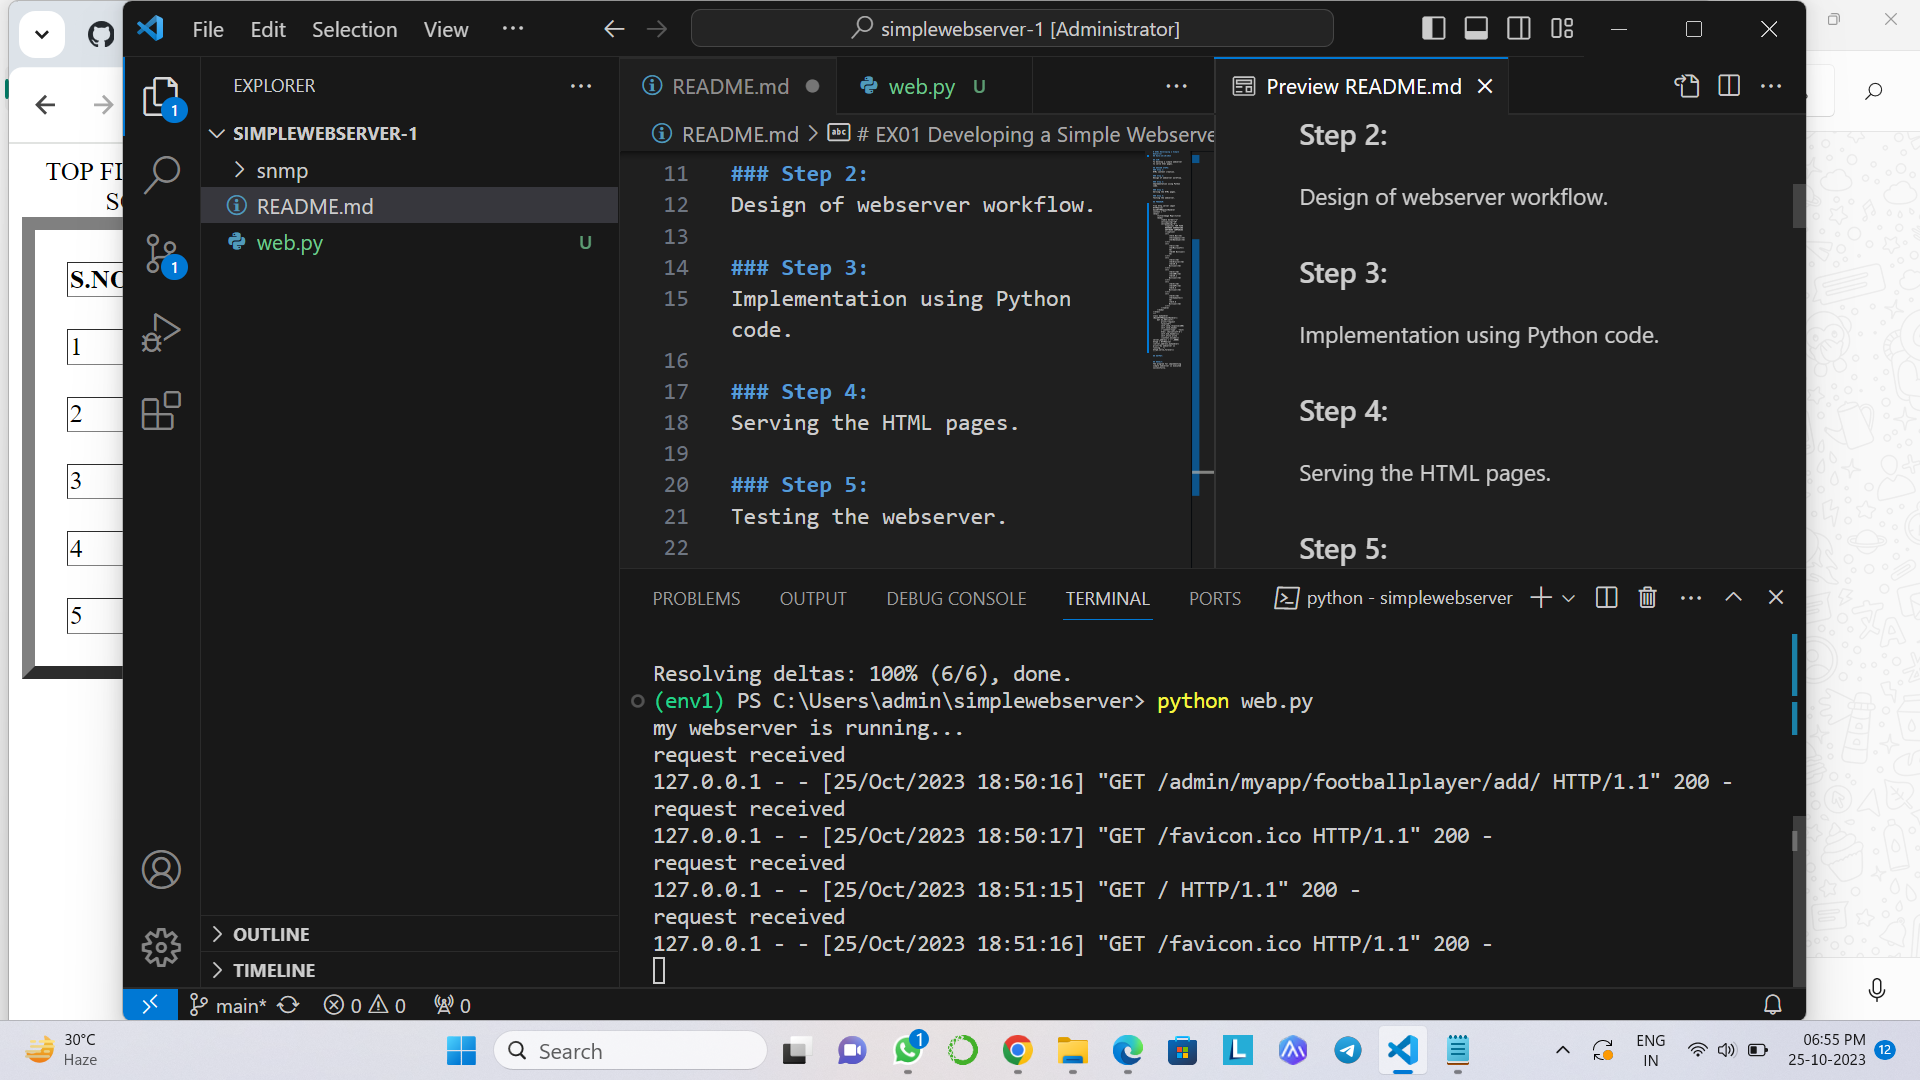 File Edit Selection View ...
simplewebserver-1 [Administrator]
TOP FI
S
S.NO
1
2
3
4
5
EXPLORER
SIMPLEWEBSERVER-1
snmp
README.md
web.py U
OUTLINE
TIMELINE
README.md
web.py U
README.md > # EX01 Developing a Simple Webserve
11 ### Step 2:
12 Design of webserver workflow.
13
14 ### Step 3:
15 Implementation using Python
code.
16
17 ### Step 4:
18 Serving the HTML pages.
19
20 ### Step 5:
21 Testing the webserver.
22
Preview README.md
Step 2:
Design of webserver workflow.
Step 3:
Implementation using Python code.
Step 4:
Serving the HTML pages.
Step 5:
PROBLEMS OUTPUT DEBUG CONSOLE TERMINAL PORTS python - simplewebserver
Resolving deltas: 100% (6/6), done.
(env1) PS C:\Users\admin\simplewebserver> python web.py
my webserver is running...
request received
127.0.0.1 - - [25/Oct/2023 18:50:16] "GET /admin/myapp/footballplayer/add/ HTTP/1.1" 200 -
request received
127.0.0.1 - - [25/Oct/2023 18:50:17] "GET /favicon.ico HTTP/1.1" 200 -
request received
127.0.0.1 - - [25/Oct/2023 18:51:15] "GET / HTTP/1.1" 200 -
request received
127.0.0.1 - - [25/Oct/2023 18:51:16] "GET /favicon.ico HTTP/1.1" 200 -
1
1
main* 0 0 0
30°C
Haze
Search
1
ENG
IN
06:55 PM
25-10-2023
12